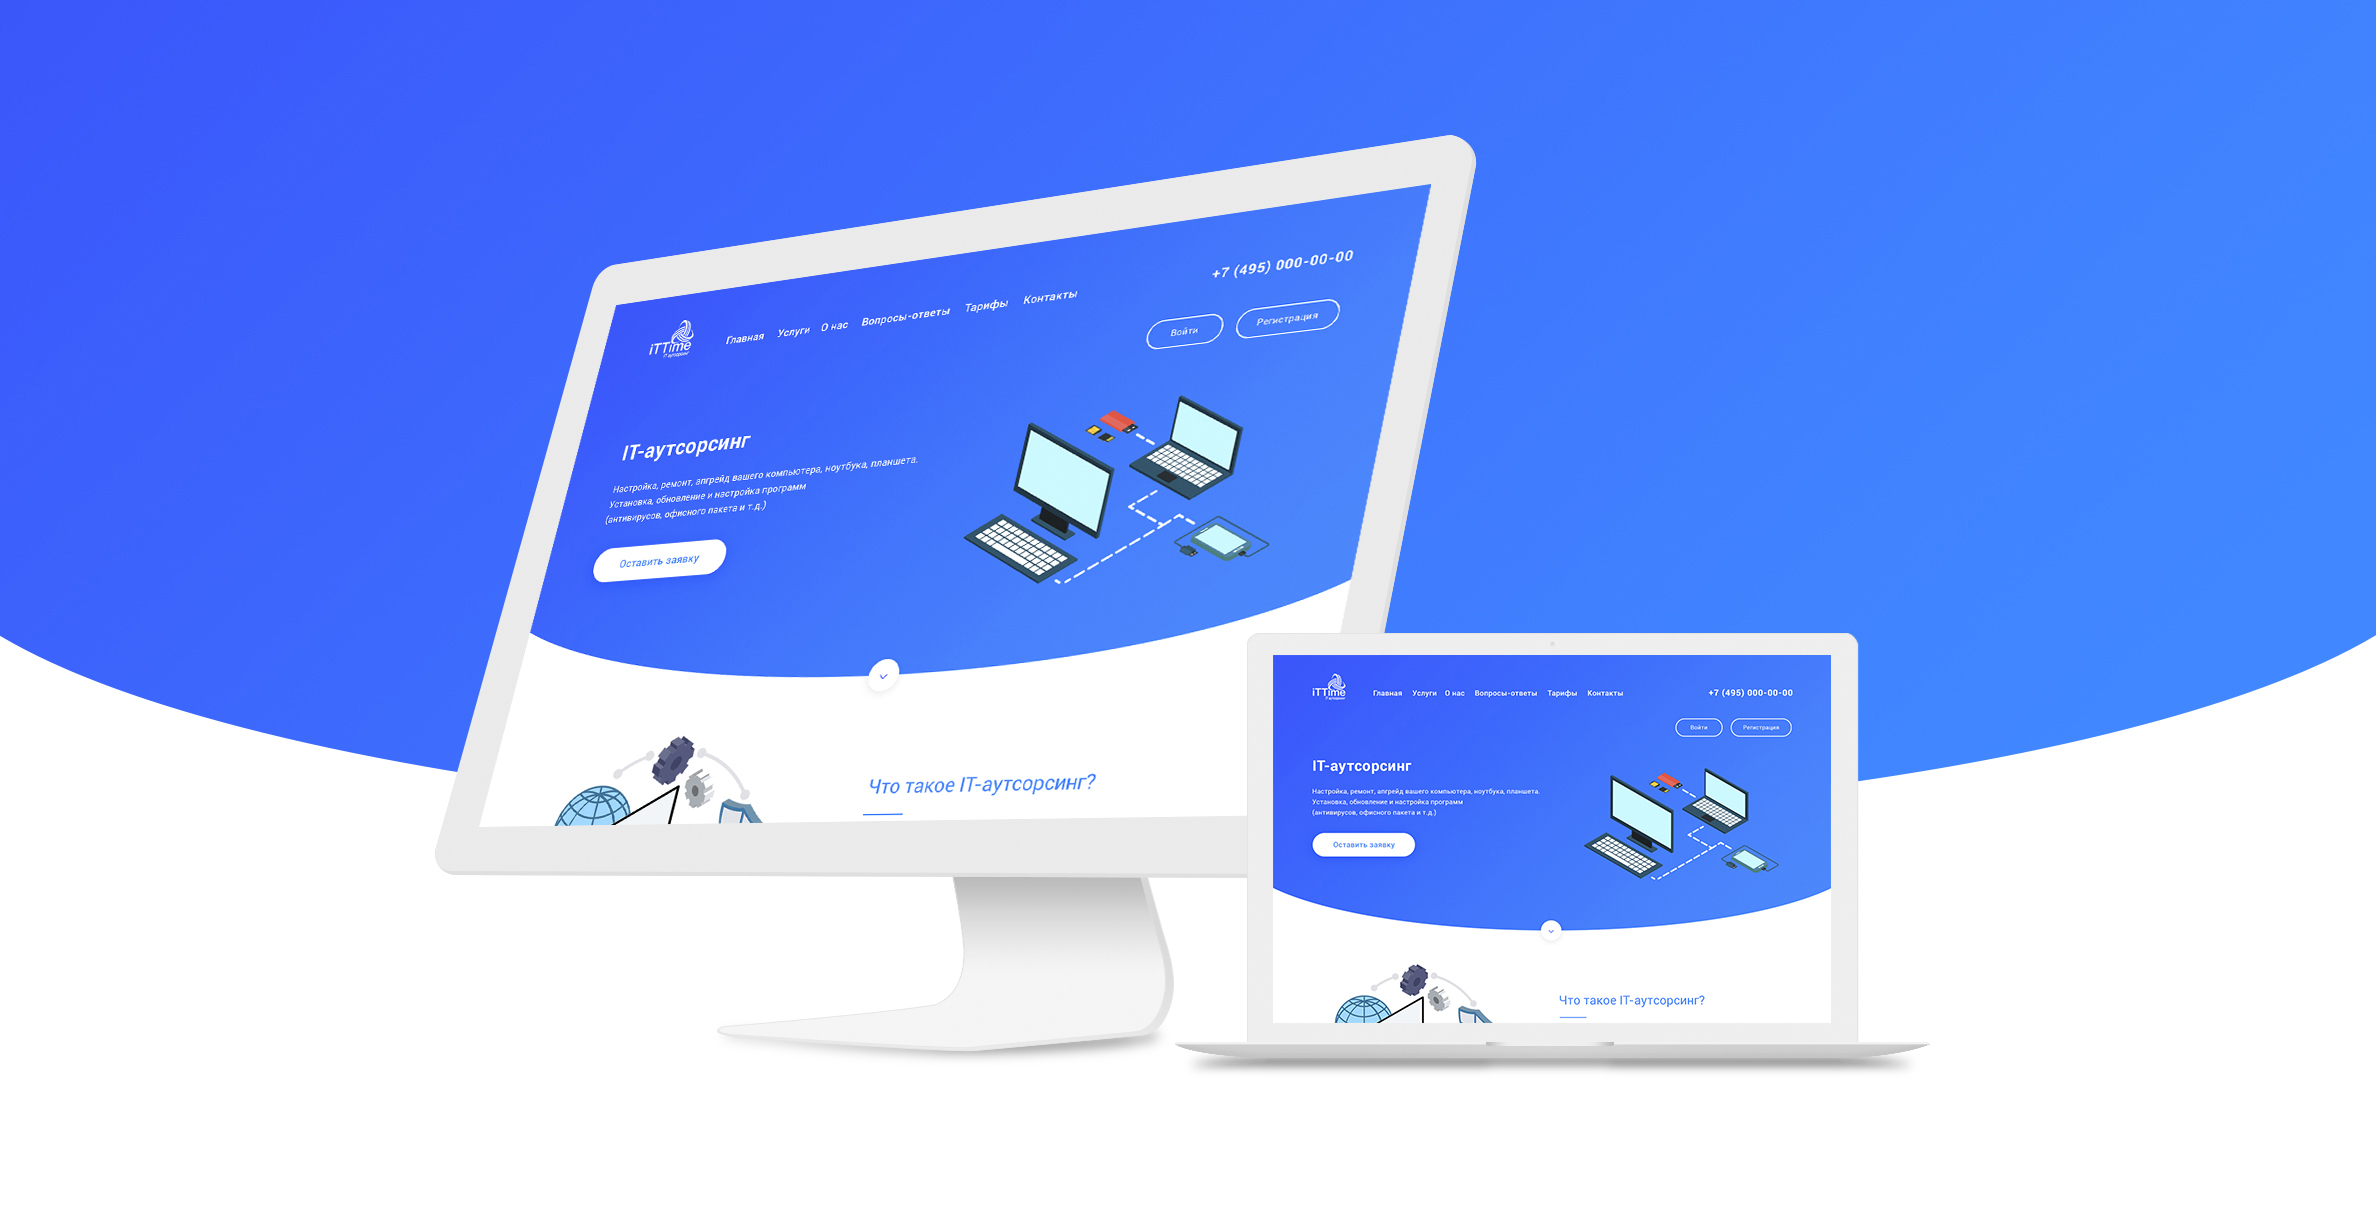 +7 (495) 000-00-00
iTTime
IT аутсорсинг
Главная Услуги О нас Вопросы-ответы Тарифы Контакты
Войти Регистрация
IT-аутсорсинг
Настройка, ремонт, апгрейд вашего компьютера, ноутбука, планшета.
Установка, обновление и настройка программ
(антивирусов, офисного пакета и т.д.)
Оставить заявку
Что такое IT-аутсорсинг?
iTTime
IT аутсорсинг
Главная Услуги О нас Вопросы-ответы Тарифы Контакты +7 (495) 000-00-00
Войти Регистрация
IT-аутсорсинг
Настройка, ремонт, апгрейд вашего компьютера, ноутбука, планшета.
Установка, обновление и настройка программ
(антивирусов, офисного пакета и т.д.)
Оставить заявку
Что такое IT-аутсорсинг?